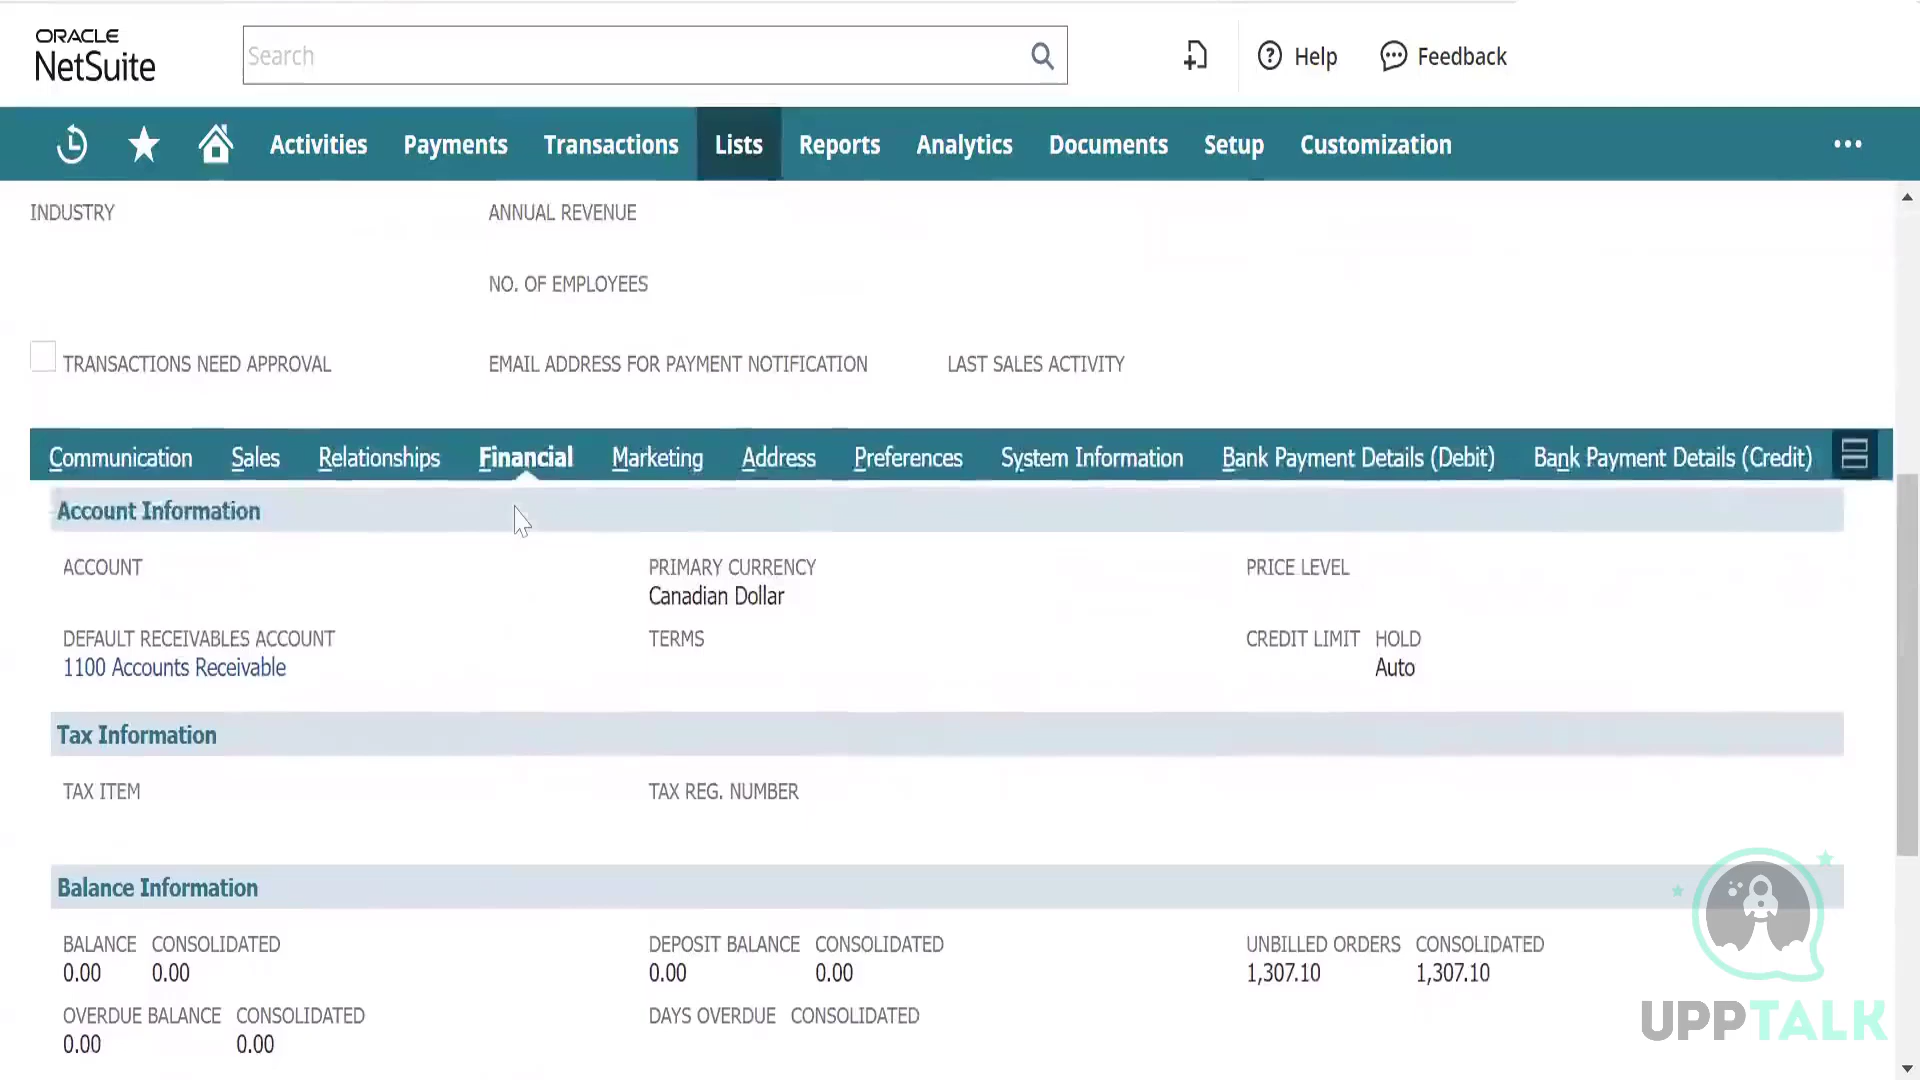 ORACLE
NetSuite
Search
Help
Feedback
Activities Payments Transactions Lists Reports Analytics Documents Setup Customization
INDUSTRY
ANNUAL REVENUE
NO. OF EMPLOYEES
TRANSACTIONS NEED APPROVAL
EMAIL ADDRESS FOR PAYMENT NOTIFICATION
LAST SALES ACTIVITY
Communication Sales Relationships Financial Marketing Address Preferences System Information Bank Payment Details (Debit) Bank Payment Details (Credit)
Account Information
ACCOUNT
PRIMARY CURRENCY
Canadian Dollar
PRICE LEVEL
DEFAULT RECEIVABLES ACCOUNT
1100 Accounts Receivable
TERMS
CREDIT LIMIT HOLD
Auto
Tax Information
TAX ITEM
TAX REG. NUMBER
Balance Information
BALANCE CONSOLIDATED
0.00 0.00
DEPOSIT BALANCE CONSOLIDATED
0.00 0.00
UNBILLED ORDERS CONSOLIDATED
1,307.10 1,307.10
OVERDUE BALANCE CONSOLIDATED
0.00 0.00
DAYS OVERDUE CONSOLIDATED
UPPTALK